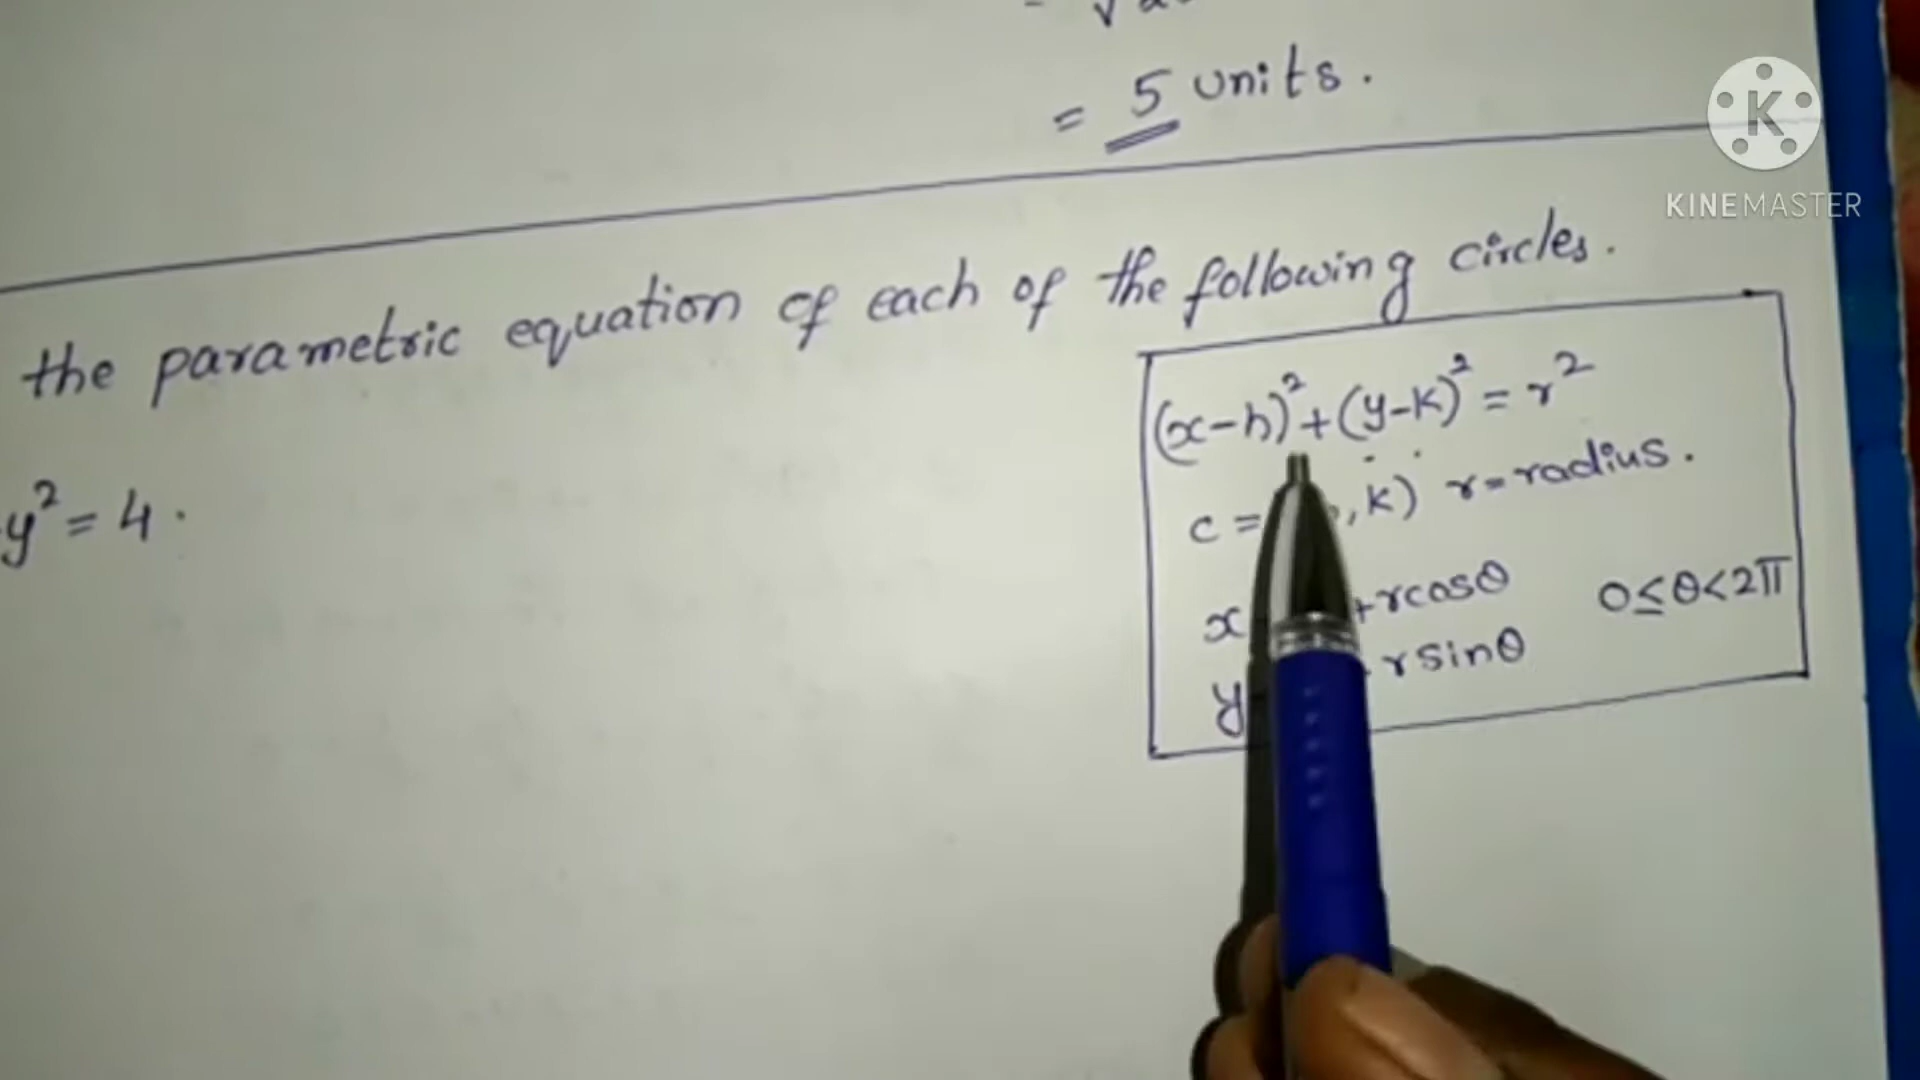 = 5 units.
KINEMASTER
the parametric equation of each of the following circles.
(x-h)² + (y-k)² = r²
c = , k) r = radius.
y² = 4.
x + rcosθ 0≤θ<2π
y rsinθ